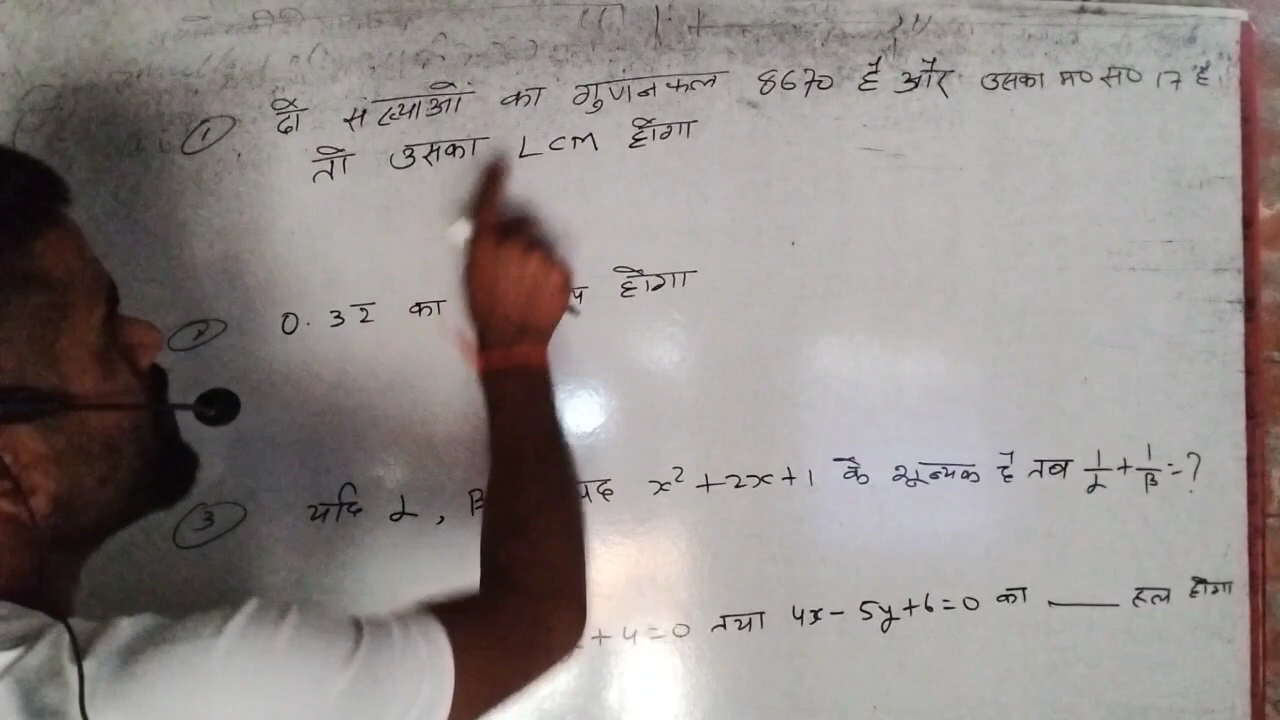 ① दो संख्याओं का गुणनफल 8670 है और उसका म० स० 17 है
तो उसका LCM होगा
② 0.32̅ का होगा
③ यदि α, β x² + 2x + 1 के शून्यक है तब 1/α + 1/β = ?
+ 4 = 0 तथा 4x - 5y + 6 = 0 का ____ हल होगा